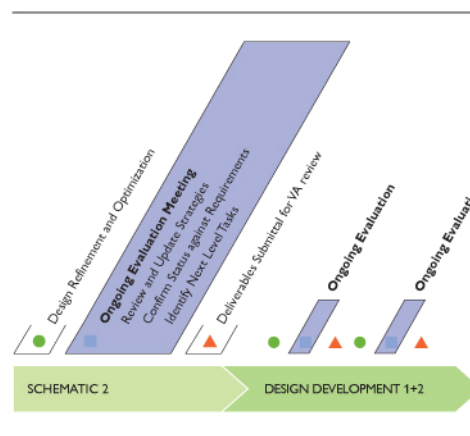 Design Refinement and Optimization
Ongoing Evaluation Meeting
Review and Update Strategies
Confirm Status against Requirements
Identify Next Level Tasks
Deliverables Submittal for VA review
Ongoing Evaluation
Ongoing Evaluati
SCHEMATIC 2
DESIGN DEVELOPMENT 1+2